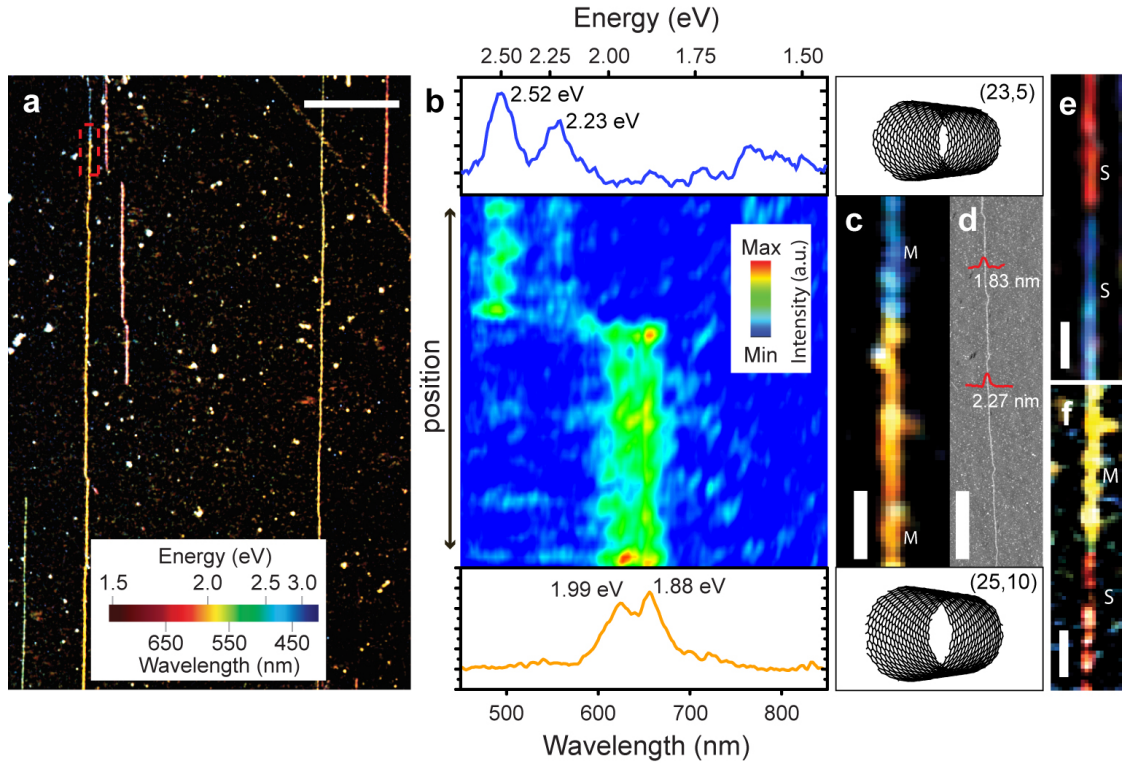 a
Energy (eV)
1.5 2.0 2.5 3.0
650 550 450
Wavelength (nm)
b
Energy (eV)
2.50 2.25 2.00 1.75 1.50
2.52 eV
2.23 eV
position
Max
Min
Intensity (a.u.)
1.99 eV 1.88 eV
500 600 700 800
Wavelength (nm)
(23,5)
c
M
M
d
1.83 nm
2.27 nm
(25,10)
e
S
S
f
M
S